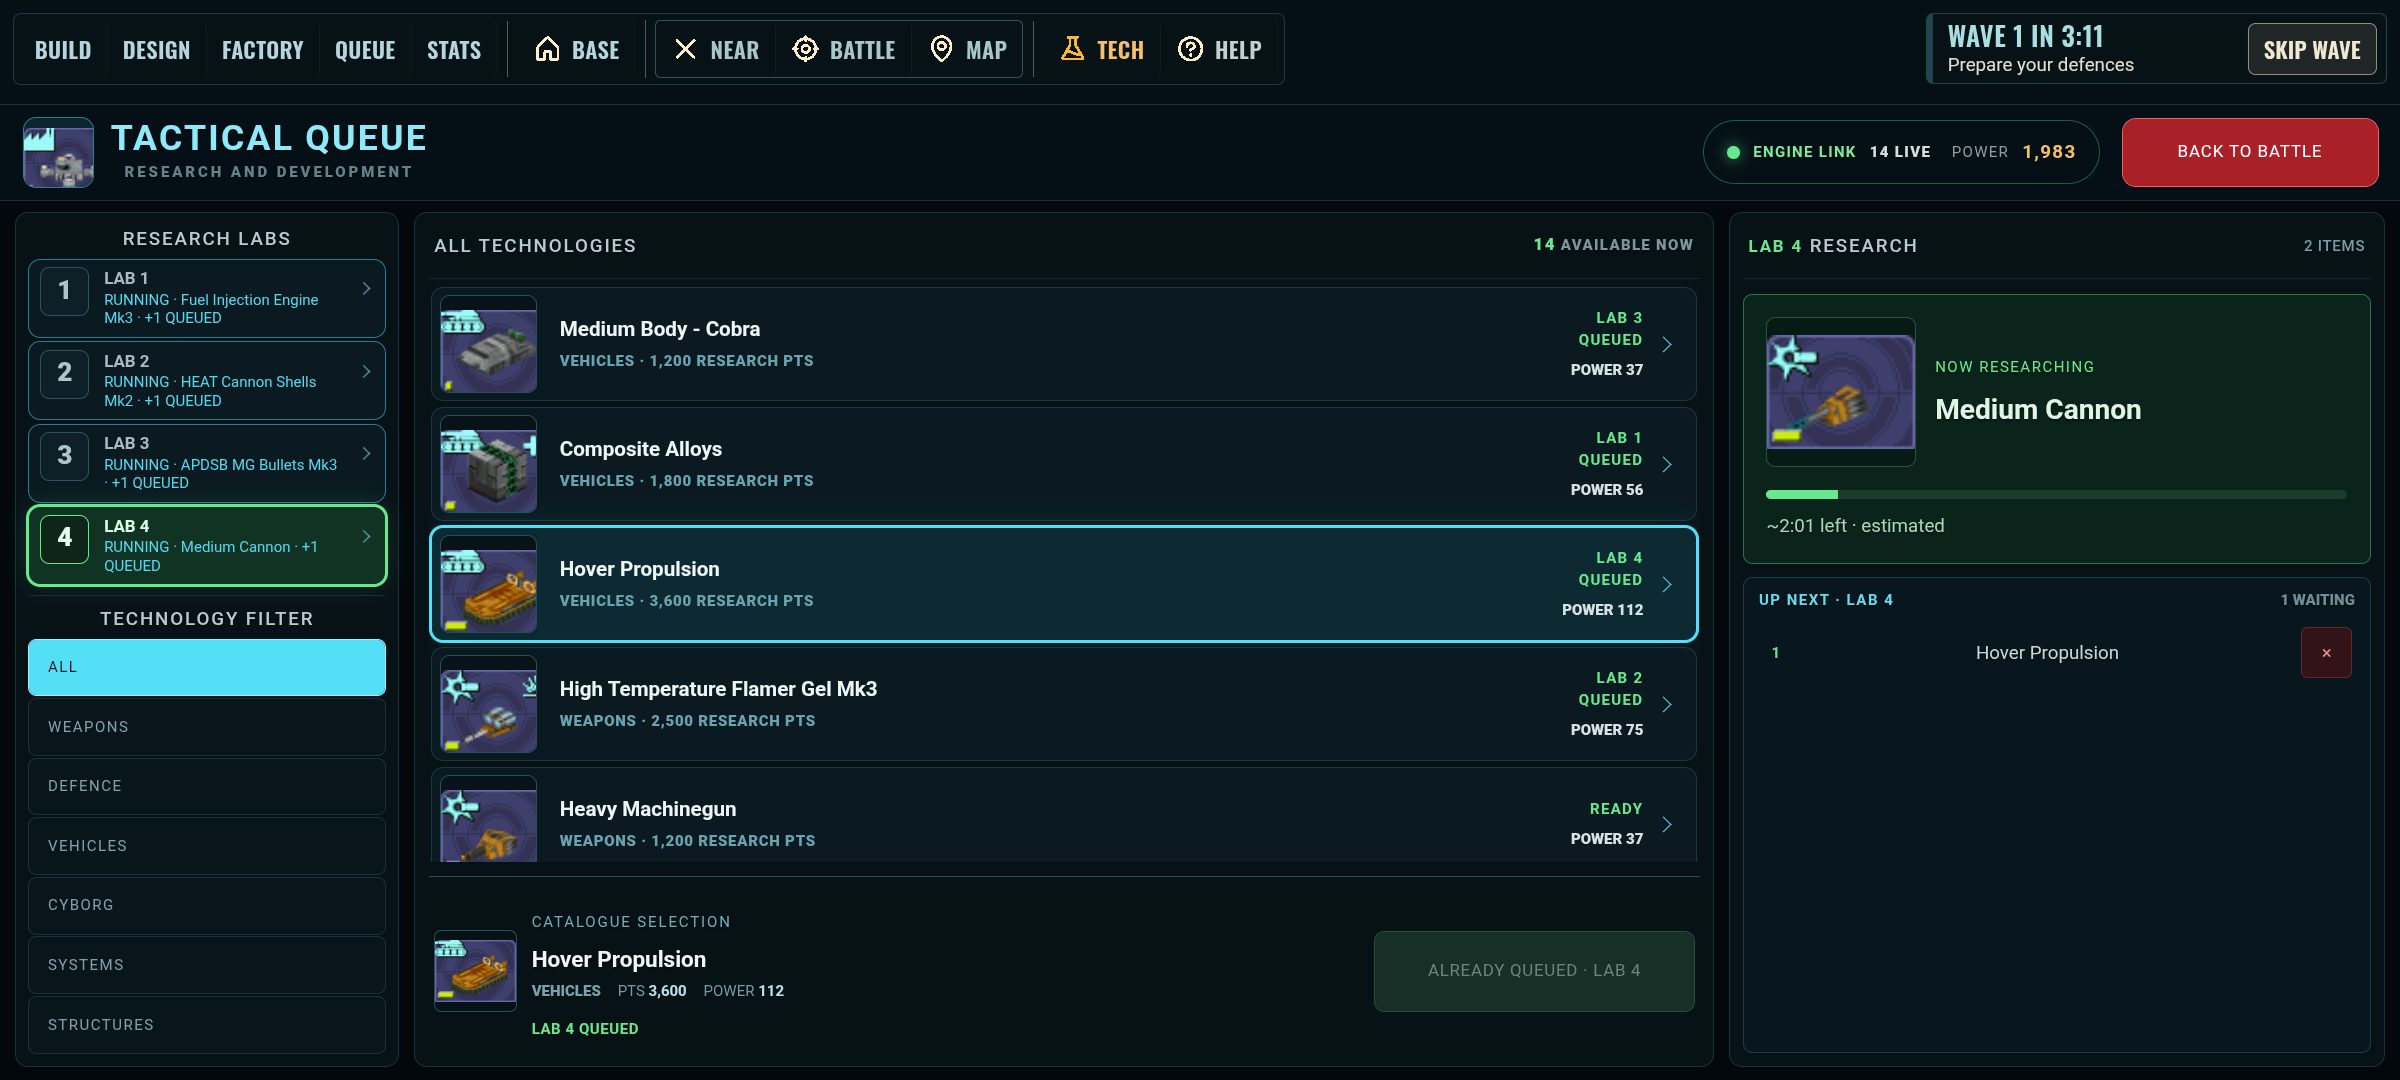 BUILD DESIGN FACTORY QUEUE STATS BASE NEAR BATTLE MAP TECH HELP
WAVE 1 IN 3:11
Prepare your defences
SKIP WAVE
TACTICAL QUEUE
RESEARCH AND DEVELOPMENT
ENGINE LINK 14 LIVE POWER 1,983
BACK TO BATTLE
RESEARCH LABS
1
LAB 1
RUNNING · Fuel Injection Engine
Mk3 · +1 QUEUED
2
LAB 2
RUNNING · HEAT Cannon Shells
Mk2 · +1 QUEUED
3
LAB 3
RUNNING · APDSB MG Bullets Mk3
· +1 QUEUED
4
LAB 4
RUNNING · Medium Cannon · +1
QUEUED
TECHNOLOGY FILTER
ALL
WEAPONS
DEFENCE
VEHICLES
CYBORG
SYSTEMS
STRUCTURES
ALL TECHNOLOGIES
14 AVAILABLE NOW
Medium Body - Cobra
VEHICLES · 1,200 RESEARCH PTS
LAB 3
QUEUED
POWER 37
Composite Alloys
VEHICLES · 1,800 RESEARCH PTS
LAB 1
QUEUED
POWER 56
Hover Propulsion
VEHICLES · 3,600 RESEARCH PTS
LAB 4
QUEUED
POWER 112
High Temperature Flamer Gel Mk3
WEAPONS · 2,500 RESEARCH PTS
LAB 2
QUEUED
POWER 75
Heavy Machinegun
WEAPONS · 1,200 RESEARCH PTS
READY
POWER 37
CATALOGUE SELECTION
Hover Propulsion
VEHICLES PTS 3,600 POWER 112
LAB 4 QUEUED
ALREADY QUEUED · LAB 4
LAB 4 RESEARCH
2 ITEMS
NOW RESEARCHING
Medium Cannon
~2:01 left · estimated
UP NEXT · LAB 4
1 WAITING
1 Hover Propulsion ×